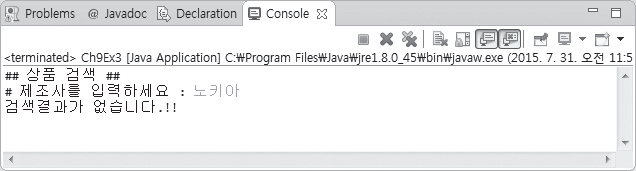 Problems @ Javadoc Declaration Console
<terminated> Ch9Ex3 [Java Application] C:₩Program Files₩Java₩jre1.8.0_45₩bin₩javaw.exe (2015. 7. 31. 오전 11:5
## 상품 검색 ##
# 제조사를 입력하세요 : 노키아
검색결과가 없습니다.!!